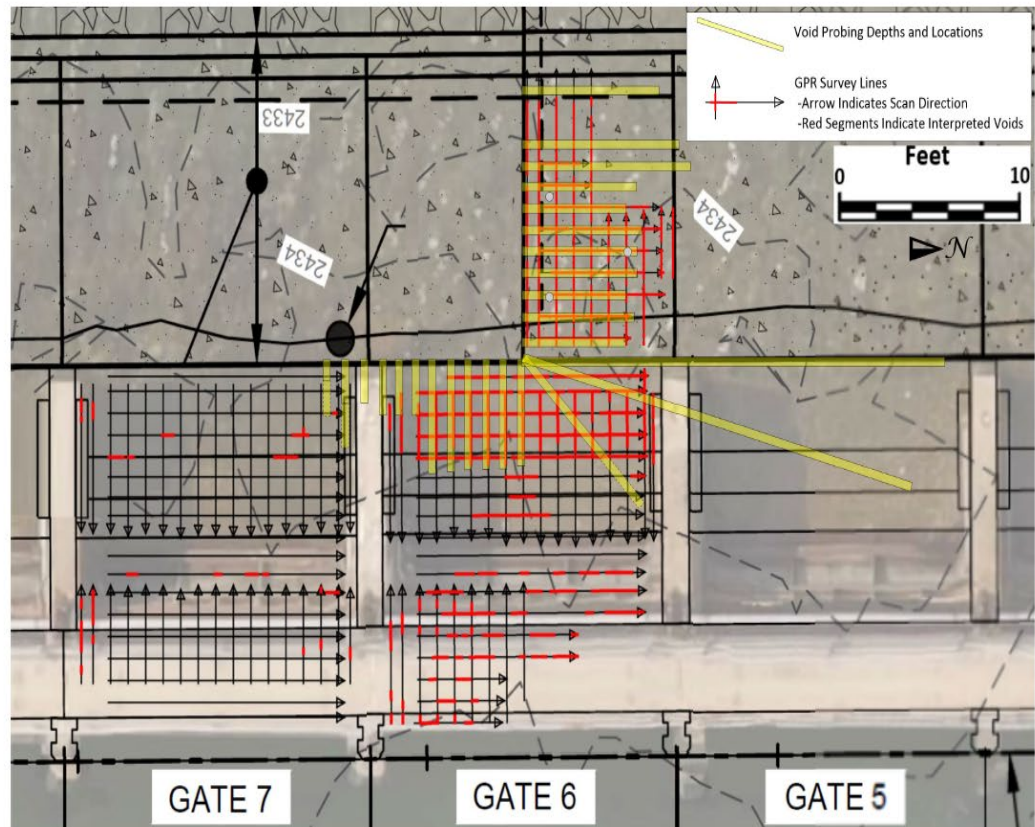 Void Probing Depths and Locations
GPR Survey Lines
-Arrow Indicates Scan Direction
-Red Segments Indicate Interpreted Voids
Feet
0 10
N
2433
2434
2434
GATE 7 GATE 6 GATE 5